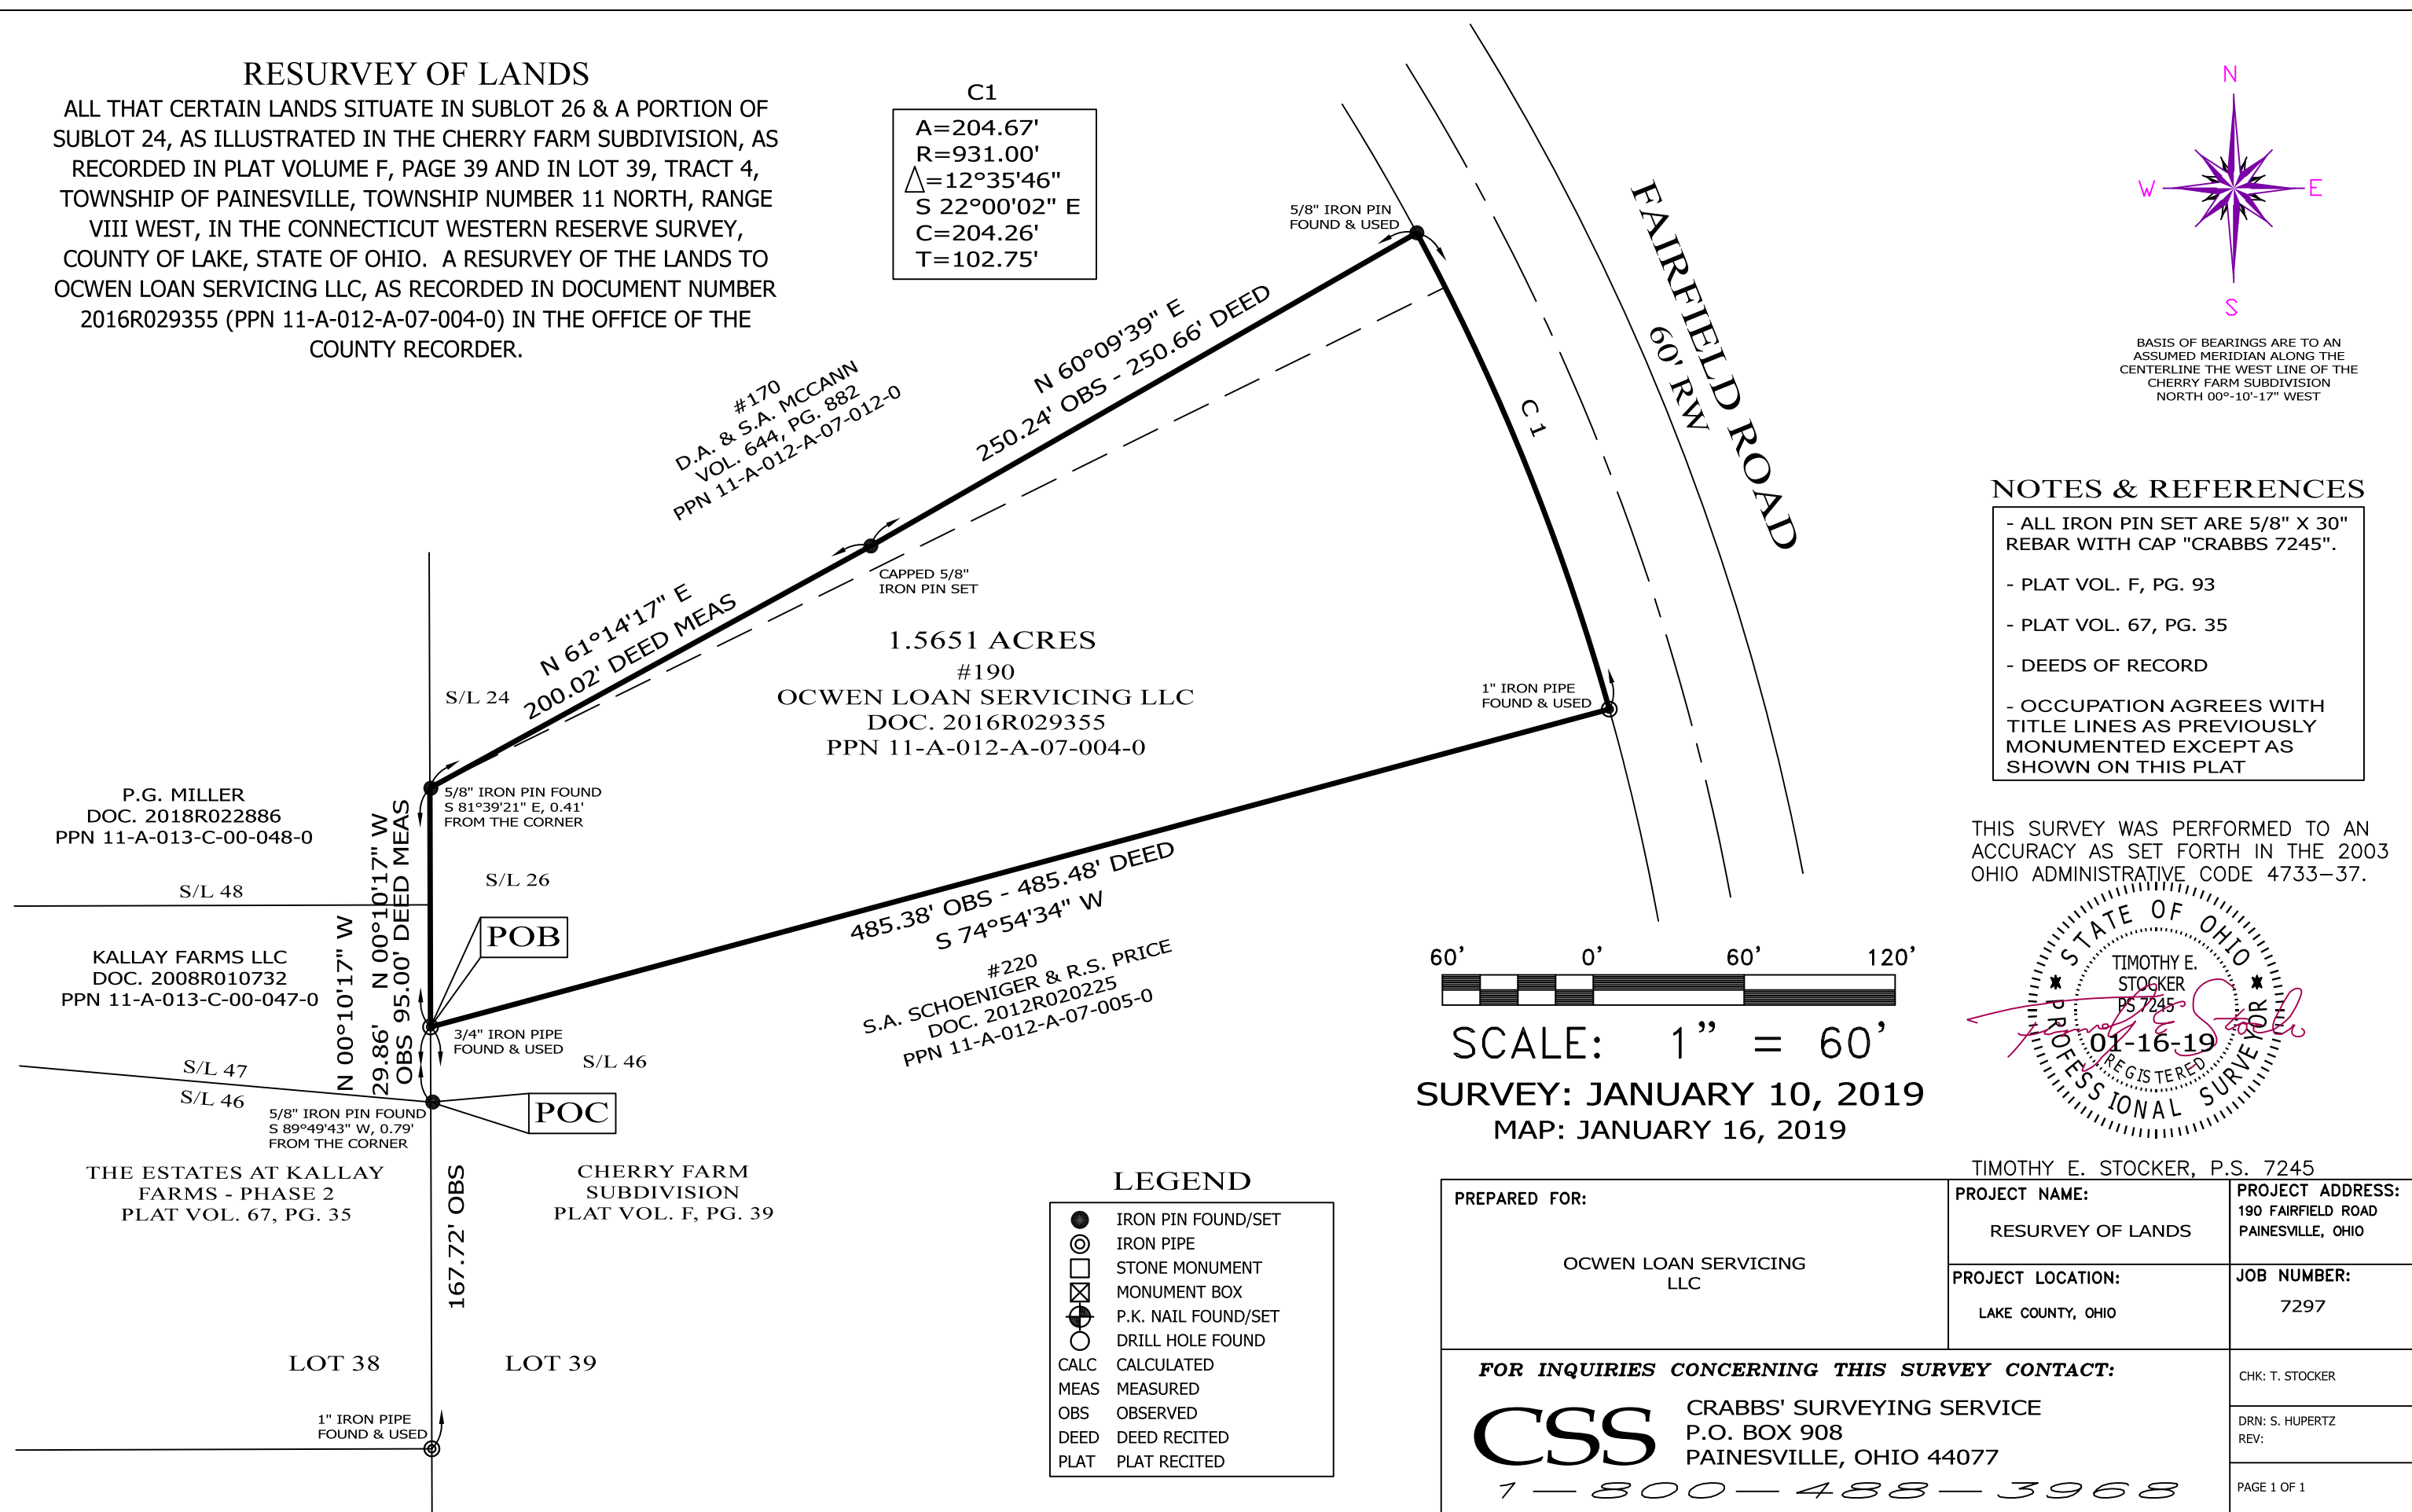 RESURVEY OF LANDS
ALL THAT CERTAIN LANDS SITUATE IN SUBLOT 26 & A PORTION OF
SUBLOT 24, AS ILLUSTRATED IN THE CHERRY FARM SUBDIVISION, AS
RECORDED IN PLAT VOLUME F, PAGE 39 AND IN LOT 39, TRACT 4,
TOWNSHIP OF PAINESVILLE, TOWNSHIP NUMBER 11 NORTH, RANGE
VIII WEST, IN THE CONNECTICUT WESTERN RESERVE SURVEY,
COUNTY OF LAKE, STATE OF OHIO. A RESURVEY OF THE LANDS TO
OCWEN LOAN SERVICING LLC, AS RECORDED IN DOCUMENT NUMBER
2016R029355 (PPN 11-A-012-A-07-004-0) IN THE OFFICE OF THE
COUNTY RECORDER.
C1
A=204.67'
R=931.00'
△=12°35'46"
S 22°00'02" E
C=204.26'
T=102.75'
5/8" IRON PIN
FOUND & USED
FAIRFIELD ROAD
60' RW
C 1
N
W
E
S
BASIS OF BEARINGS ARE TO AN
ASSUMED MERIDIAN ALONG THE
CENTERLINE THE WEST LINE OF THE
CHERRY FARM SUBDIVISION
NORTH 00°-10'-17" WEST
#170
D.A. & S.A. MCCANN
VOL. 644, PG. 882
PPN 11-A-012-A-07-012-0
N 60°09'39" E
250.24' OBS - 250.66' DEED
CAPPED 5/8"
IRON PIN SET
N 61°14'17" E
200.02' DEED MEAS
1.5651 ACRES
#190
OCWEN LOAN SERVICING LLC
DOC. 2016R029355
PPN 11-A-012-A-07-004-0
1" IRON PIPE
FOUND & USED
NOTES & REFERENCES
- ALL IRON PIN SET ARE 5/8" X 30"
REBAR WITH CAP "CRABBS 7245".
- PLAT VOL. F, PG. 93
- PLAT VOL. 67, PG. 35
- DEEDS OF RECORD
- OCCUPATION AGREES WITH
TITLE LINES AS PREVIOUSLY
MONUMENTED EXCEPT AS
SHOWN ON THIS PLAT
S/L 24
P.G. MILLER
DOC. 2018R022886
PPN 11-A-013-C-00-048-0
S/L 48
5/8" IRON PIN FOUND
S 81°39'21" E, 0.41'
FROM THE CORNER
S/L 26
N 00°10'17" W
OBS 95.00' DEED MEAS
POB
KALLAY FARMS LLC
DOC. 2008R010732
PPN 11-A-013-C-00-047-0
N 00°10'17" W
29.86'
3/4" IRON PIPE
FOUND & USED
S/L 46
485.38' OBS - 485.48' DEED
S 74°54'34" W
#220
S.A. SCHOENIGER & R.S. PRICE
DOC. 2012R020225
PPN 11-A-012-A-07-005-0
S/L 47
S/L 46
5/8" IRON PIN FOUND
S 89°49'43" W, 0.79'
FROM THE CORNER
POC
THE ESTATES AT KALLAY
FARMS - PHASE 2
PLAT VOL. 67, PG. 35
CHERRY FARM
SUBDIVISION
PLAT VOL. F, PG. 39
167.72' OBS
LOT 38
LOT 39
1" IRON PIPE
FOUND & USED
60' 0' 60' 120'
SCALE: 1" = 60'
SURVEY: JANUARY 10, 2019
MAP: JANUARY 16, 2019
THIS SURVEY WAS PERFORMED TO AN
ACCURACY AS SET FORTH IN THE 2003
OHIO ADMINISTRATIVE CODE 4733-37.
STATE OF OHIO
TIMOTHY E.
STOCKER
PS 7245
01-16-19
REGISTERED
PROFESSIONAL SURVEYOR
Timothy E Stocker
TIMOTHY E. STOCKER, P.S. 7245
LEGEND
IRON PIN FOUND/SET
IRON PIPE
STONE MONUMENT
MONUMENT BOX
P.K. NAIL FOUND/SET
DRILL HOLE FOUND
CALC CALCULATED
MEAS MEASURED
OBS OBSERVED
DEED DEED RECITED
PLAT PLAT RECITED
PREPARED FOR:
OCWEN LOAN SERVICING
LLC
PROJECT NAME:
RESURVEY OF LANDS
PROJECT ADDRESS:
190 FAIRFIELD ROAD
PAINESVILLE, OHIO
PROJECT LOCATION:
LAKE COUNTY, OHIO
JOB NUMBER:
7297
FOR INQUIRIES CONCERNING THIS SURVEY CONTACT:
CSS
CRABBS' SURVEYING SERVICE
P.O. BOX 908
PAINESVILLE, OHIO 44077
1-800-488-3968
CHK: T. STOCKER
DRN: S. HUPERTZ
REV:
PAGE 1 OF 1